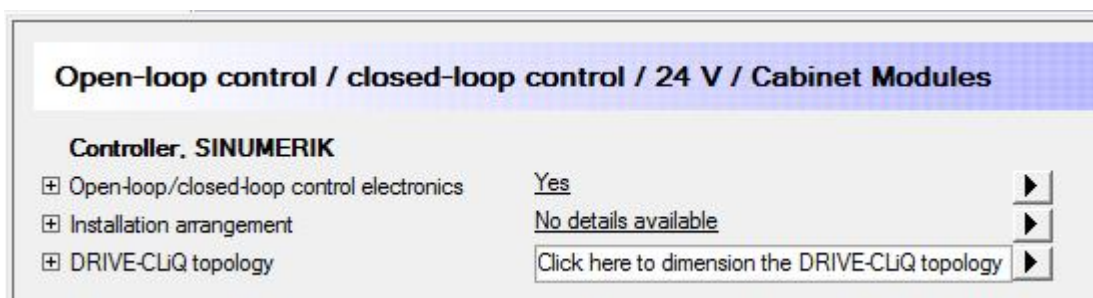 Open-loop control / closed-loop control / 24 V / Cabinet Modules
Controller, SINUMERIK
Open-loop/closed-loop control electronics Yes
Installation arrangement No details available
DRIVE-CLiQ topology Click here to dimension the DRIVE-CLiQ topology